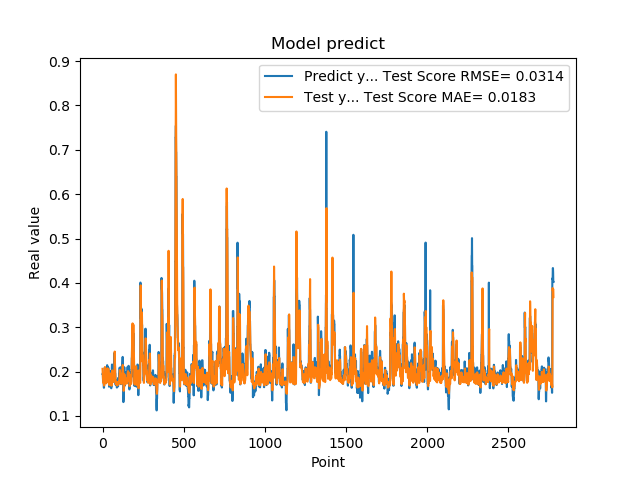 Model predict
Predict y... Test Score RMSE= 0.0314
Test y... Test Score MAE= 0.0183
0.9
0.8
0.7
0.6
0.5
0.4
0.3
0.2
0.1
Real value
0 500 1000 1500 2000 2500
Point